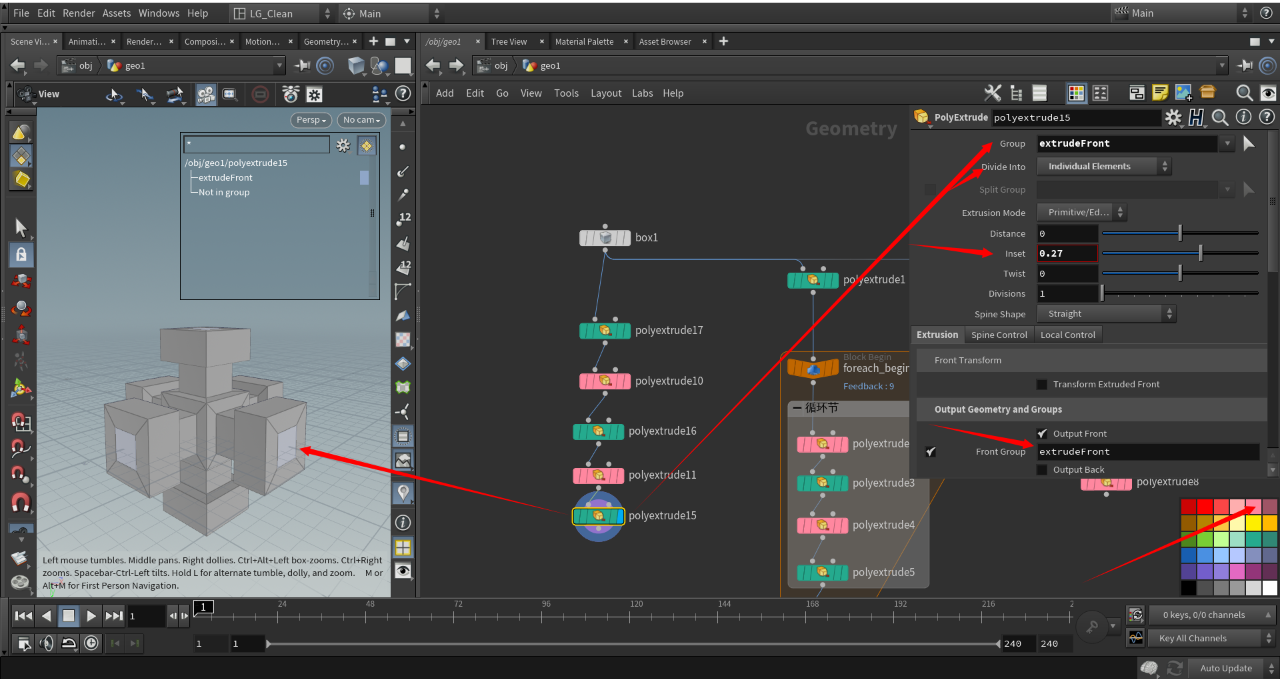 File Edit Render Assets Windows Help LG_Clean Main Main
Scene Vi... Animati... Render... Composi... Motion... Geometry...
/obj/geo1 Tree View Material Palette Asset Browser
obj geo1
obj geo1
View
Add Edit Go View Tools Layout Labs Help
Persp No cam
*
/obj/geo1/polyextrude15
extrudeFront
Not in group
12
12
Left mouse tumbles. Middle pans. Right dollies. Ctrl+Alt+Left box-zooms. Ctrl+Right
zooms. Spacebar-Ctrl-Left tilts. Hold L for alternate tumble, dolly, and zoom. M or
Alt+M for First Person Navigation.
Geometry
box1
polyextrude1
polyextrude17
polyextrude10
polyextrude16
polyextrude11
polyextrude15
Block Begin
foreach_begin
Feedback : 9
循环节
polyextrude
polyextrude3
polyextrude4
polyextrude5
polyextrude8
PolyExtrude polyextrude15
Group extrudeFront
Divide Into Individual Elements
Split Group
Extrusion Mode Primitive/Ed...
Distance 0
Inset 0.27
Twist 0
Divisions 1
Spine Shape Straight
Extrusion Spine Control Local Control
Front Transform
Transform Extruded Front
Output Geometry and Groups
Output Front
Front Group extrudeFront
Output Back
1 1 24 48 72 96 120 144 168 192 216 2
0 keys, 0/0 channels
1 1 240 240
Key All Channels
Auto Update